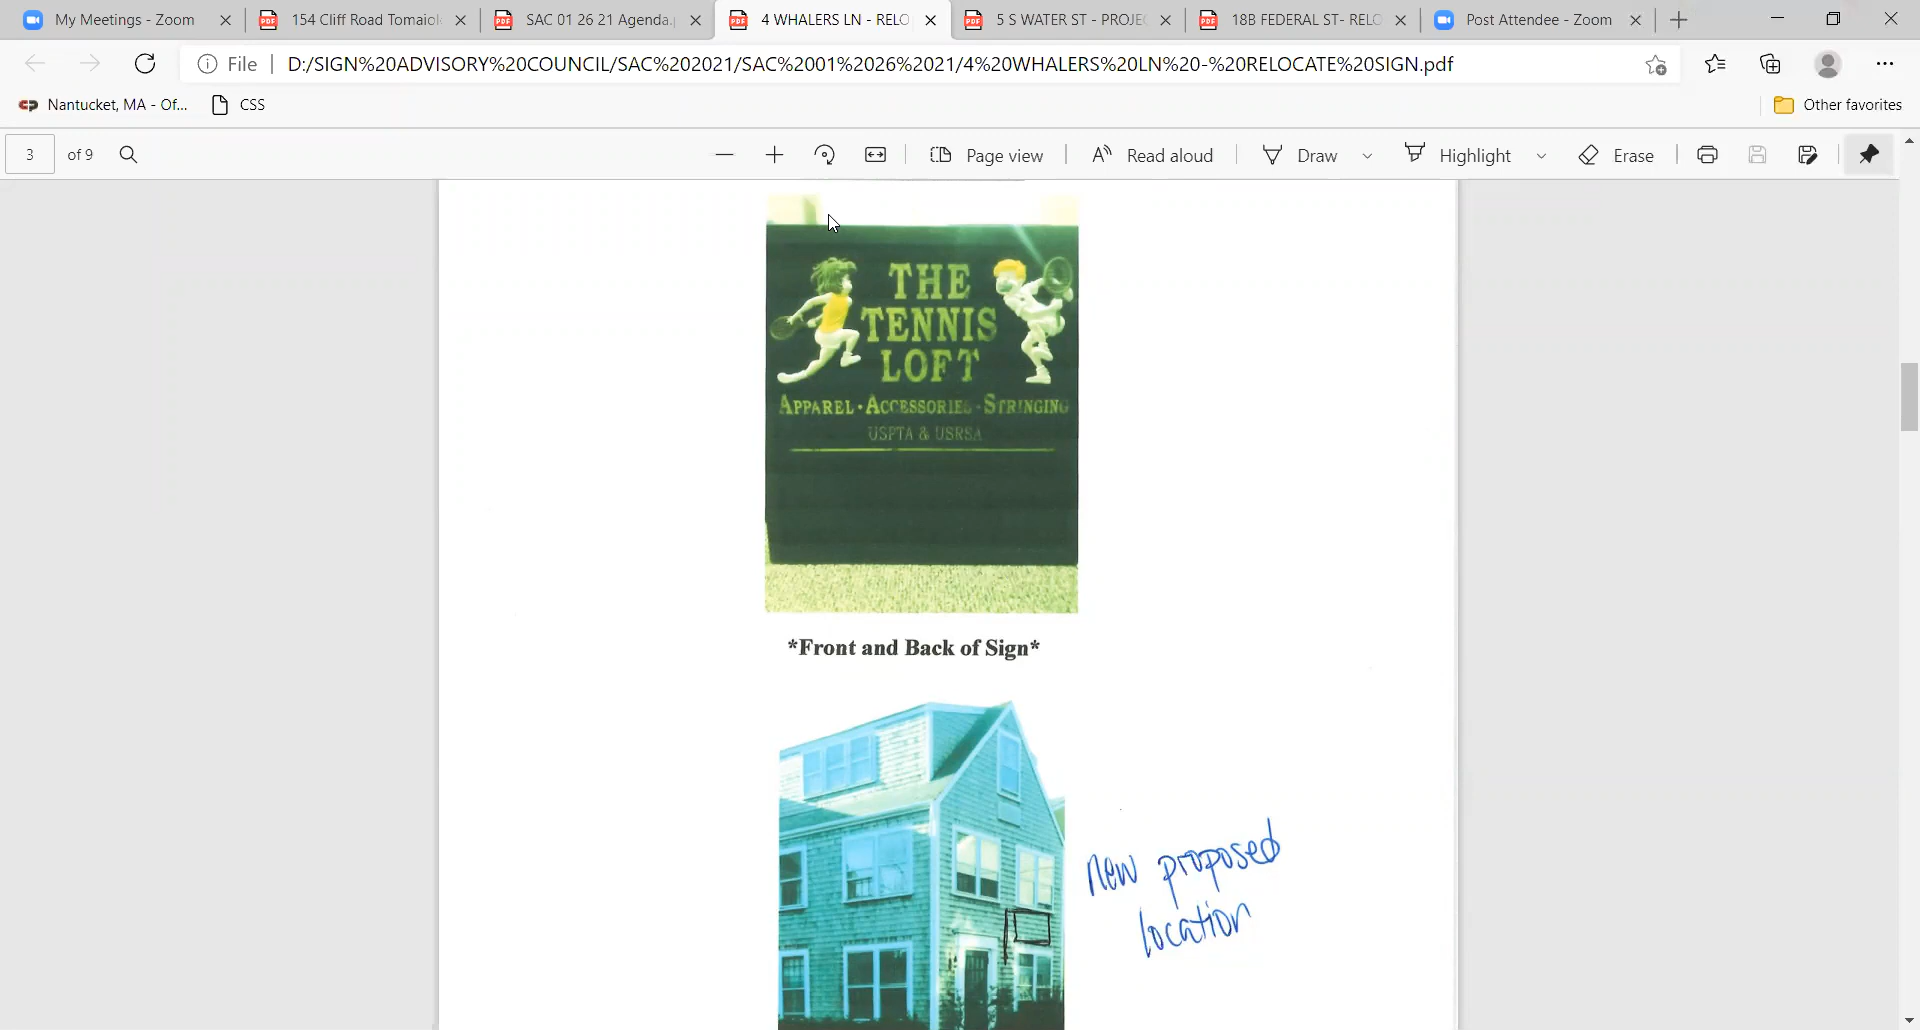 My Meetings - Zoom
154 Cliff Road Tomaiol
SAC 01 26 21 Agenda.p
4 WHALERS LN - RELO
5 S WATER ST - PROJEC
18B FEDERAL ST- RELO
Post Attendee - Zoom
File
D:/SIGN%20ADVISORY%20COUNCIL/SAC%202021/SAC%2001%2026%2021/4%20WHALERS%20LN%20-%20RELOCATE%20SIGN.pdf
Nantucket, MA - Of...
CSS
Other favorites
3 of 9
Page view
Read aloud
Draw
Highlight
Erase
THE
TENNIS
LOFT
APPAREL · ACCESSORIES · STRINGING
USPTA & USRSA
*Front and Back of Sign*
new proposed
location